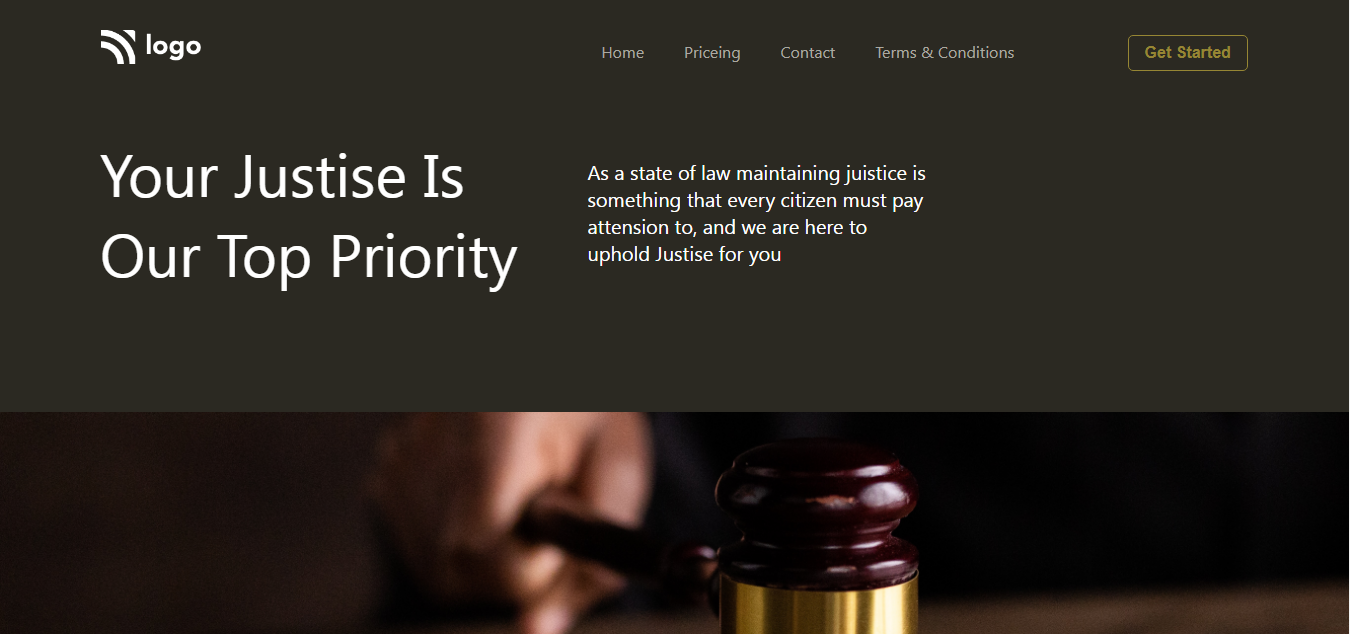 logo
Home Priceing Contact Terms & Conditions Get Started
Your Justise Is
Our Top Priority
As a state of law maintaining juistice is
something that every citizen must pay
attension to, and we are here to
uphold Justise for you